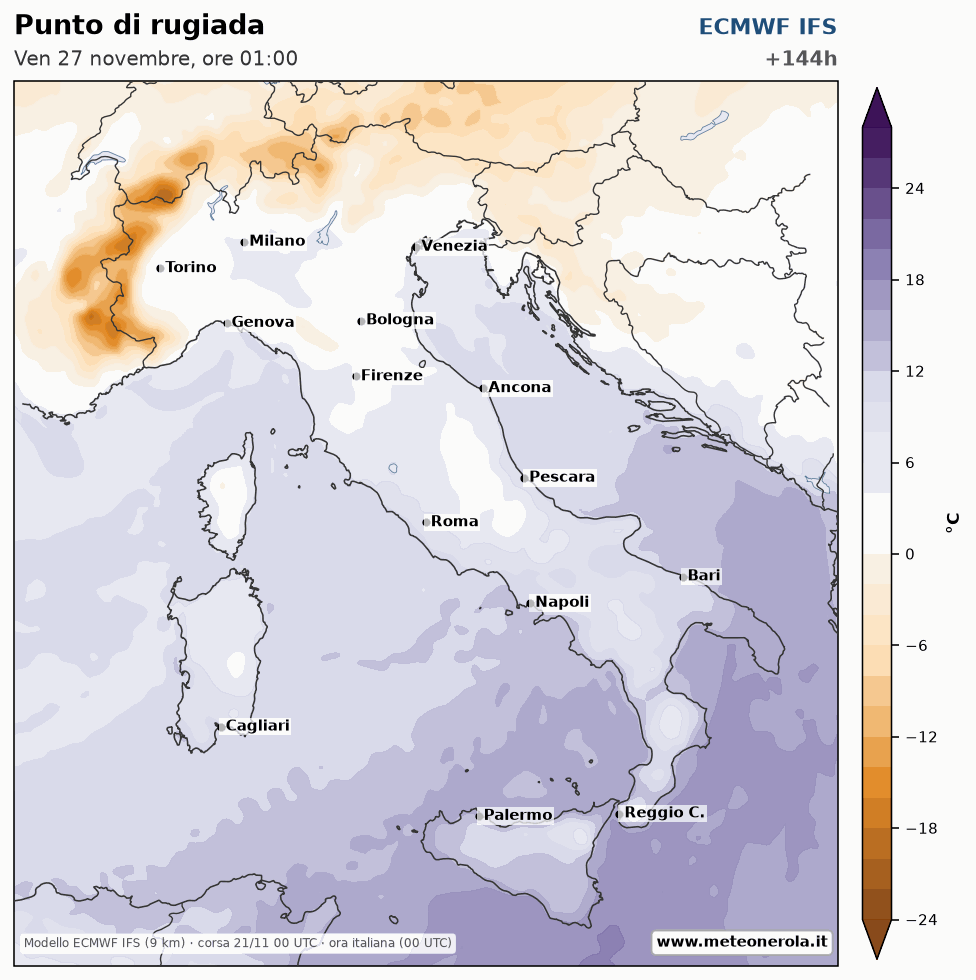 Punto di rugiada
ECMWF IFS
Ven 27 novembre, ore 01:00
+144h
Milano
Venezia
Torino
Genova
Bologna
Firenze
Ancona
Pescara
Roma
Bari
Napoli
Cagliari
Palermo
Reggio C.
24
18
12
6
0
−6
−12
−18
−24
°C
Modello ECMWF IFS (9 km) · corsa 21/11 00 UTC · ora italiana (00 UTC)
www.meteonerola.it